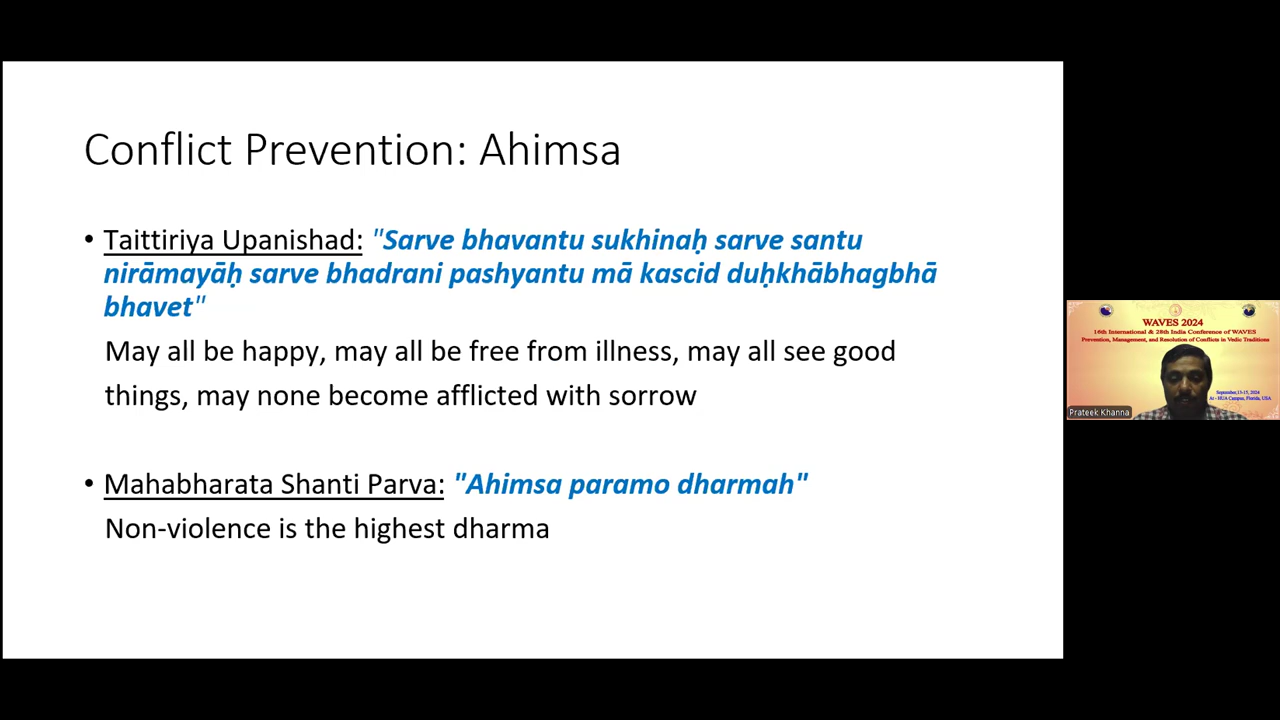 Conflict Prevention: Ahimsa
• Taittiriya Upanishad: "Sarve bhavantu sukhinaḥ sarve santu
nirāmayāḥ sarve bhadrani pashyantu mā kascid duḥkhābhagbhā
bhavet"
May all be happy, may all be free from illness, may all see good
things, may none become afflicted with sorrow
• Mahabharata Shanti Parva: "Ahimsa paramo dharmah"
Non-violence is the highest dharma
WAVES 2024
16th International & 28th India Conference of WAVES
Prevention, Management, and Resolution of Conflicts in Vedic Traditions
September,13-15, 2024
At - HUA Campus, Florida, USA
Prateek Khanna